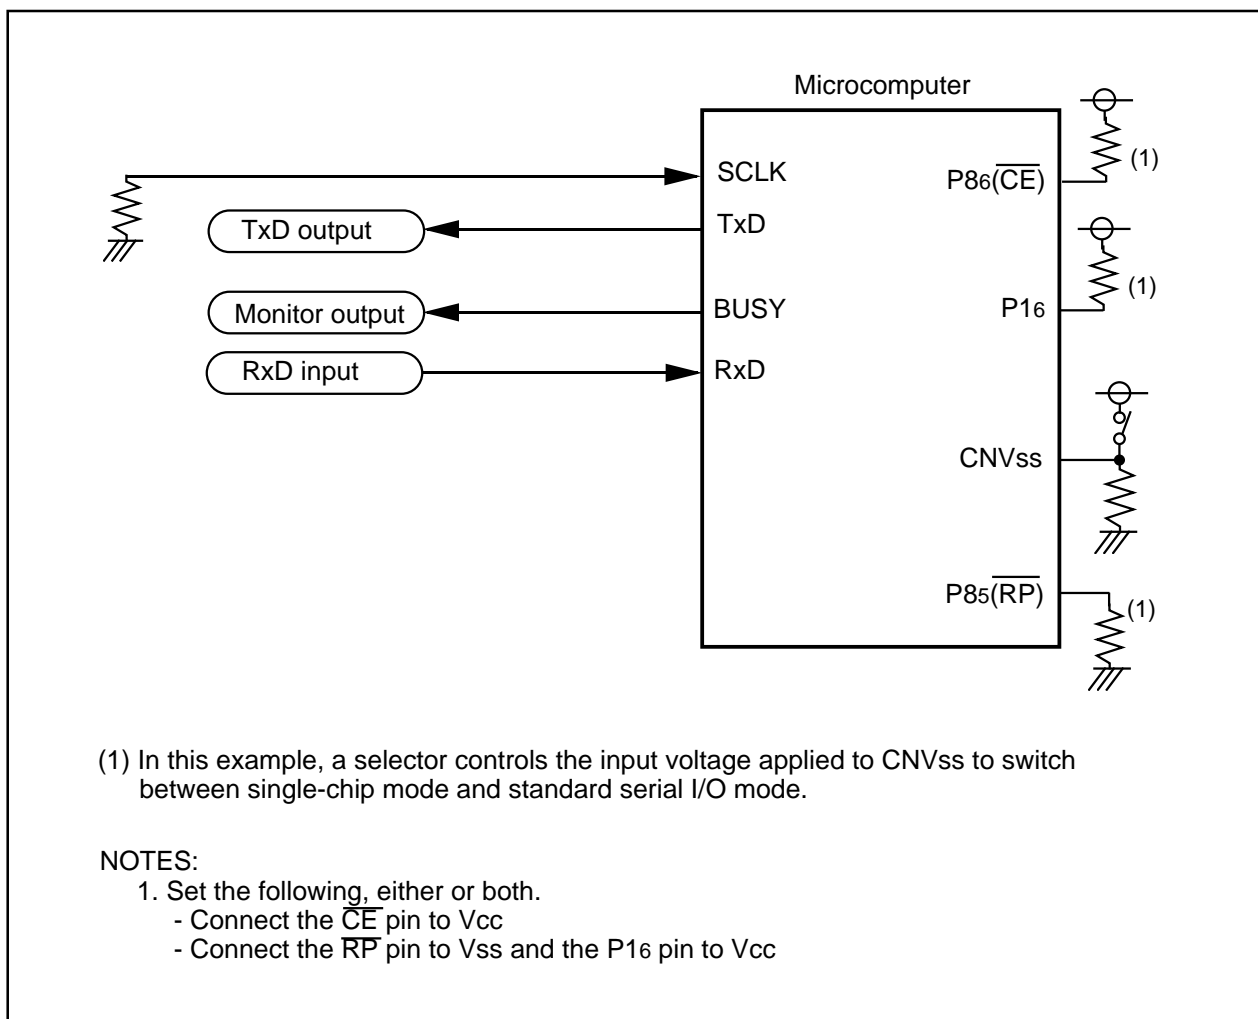 Microcomputer
SCLK
P86(CE)
(1)
TxD output
TxD
Monitor output
BUSY
P16
(1)
RxD input
RxD
CNVss
P85(RP)
(1)
(1) In this example, a selector controls the input voltage applied to CNVss to switch
between single-chip mode and standard serial I/O mode.
NOTES:
1. Set the following, either or both.
- Connect the CE pin to Vcc
- Connect the RP pin to Vss and the P16 pin to Vcc